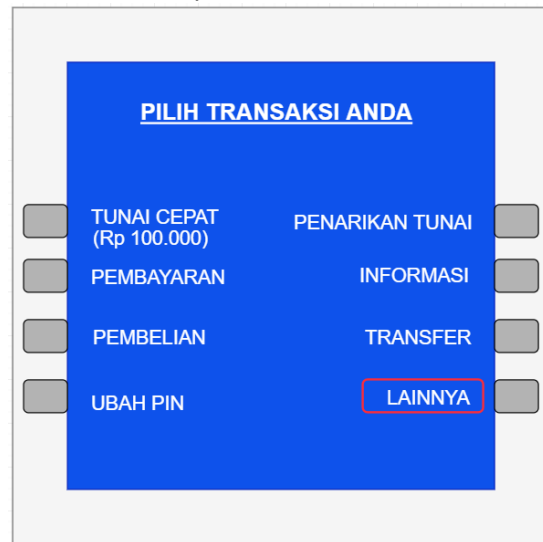 PILIH TRANSAKSI ANDA
TUNAI CEPAT
(Rp 100.000)
PENARIKAN TUNAI
PEMBAYARAN
INFORMASI
PEMBELIAN
TRANSFER
UBAH PIN
LAINNYA